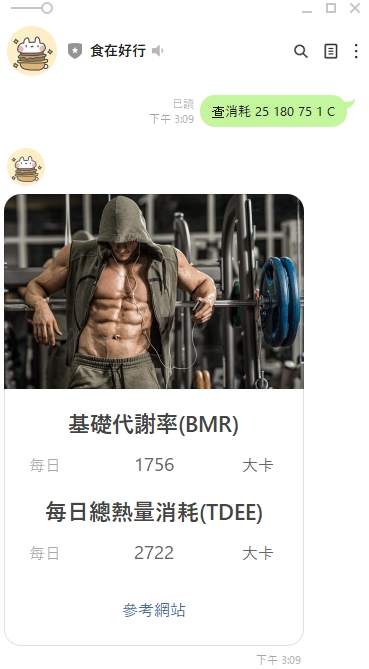 食在好行
已讀
下午 3:09
查消耗 25 180 75 1 C
基礎代謝率(BMR)
每日 1756 大卡
每日總熱量消耗(TDEE)
每日 2722 大卡
參考網站
下午 3:09